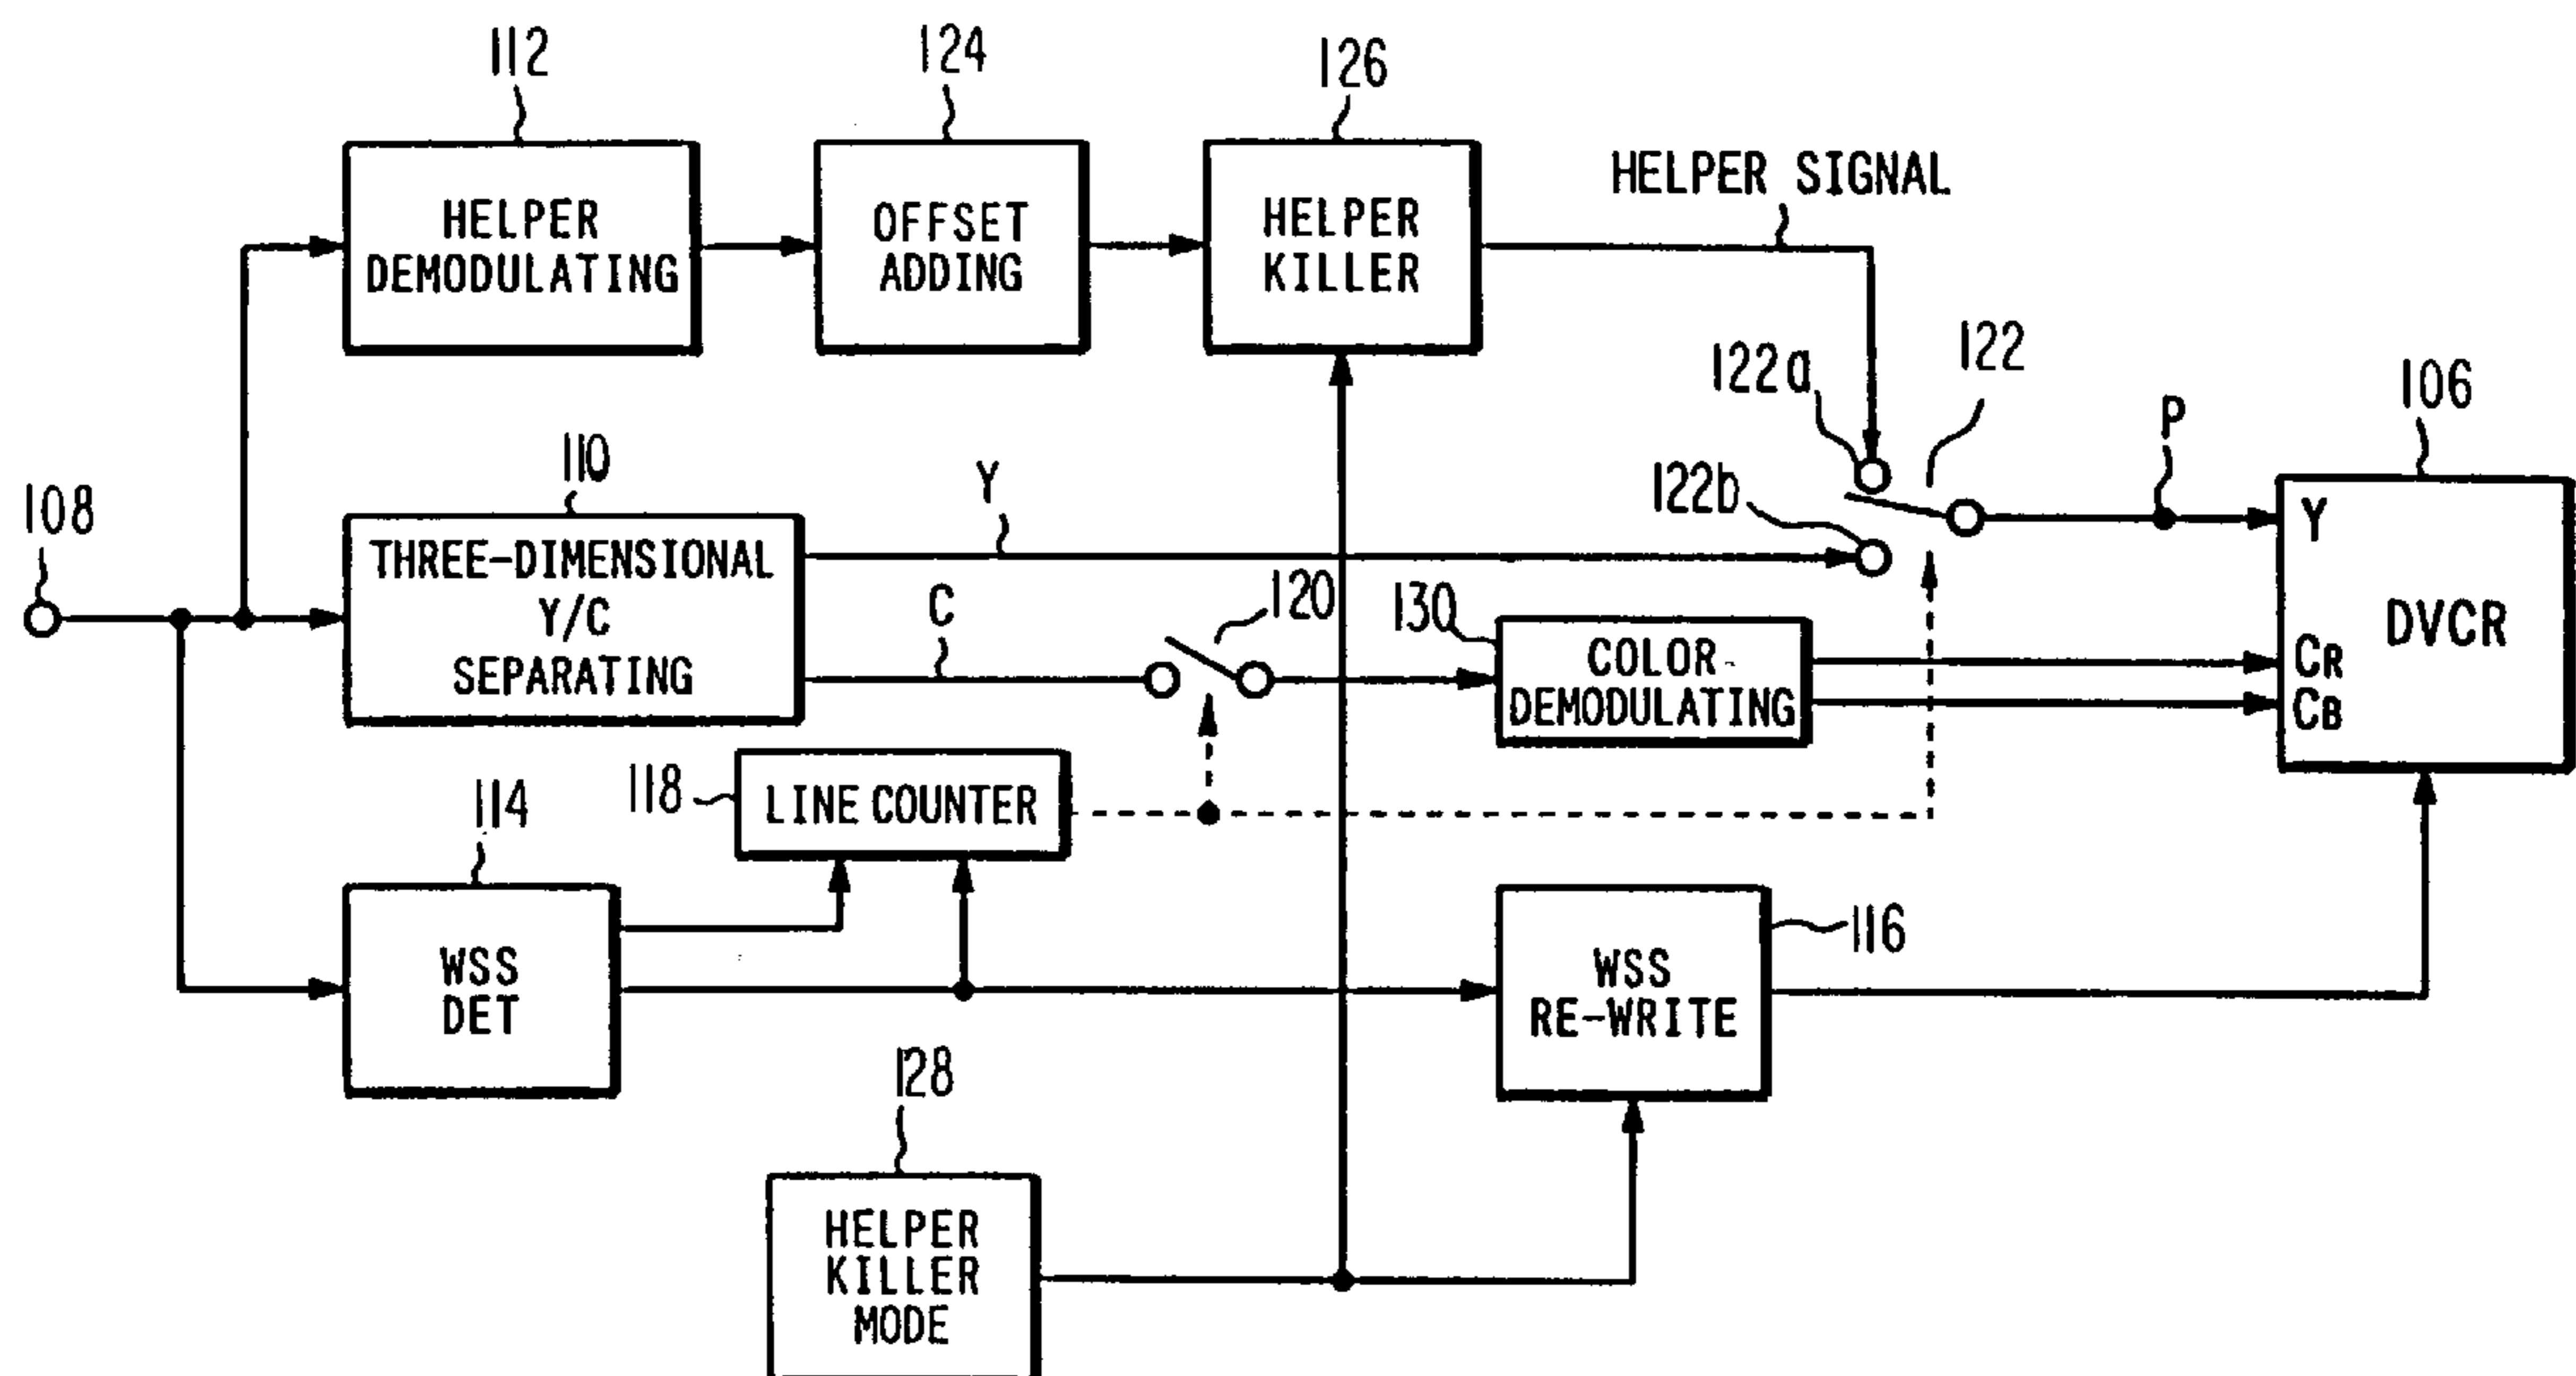 112
124
126
HELPER
DEMODULATING
OFFSET
ADDING
HELPER
KILLER
HELPER SIGNAL
122a
122
122b
P
106
108
110
THREE-DIMENSIONAL
Y/C
SEPARATING
Y
C
120
130
COLOR
DEMODULATING
Y
CR
CB
DVCR
118
LINE COUNTER
114
WSS
DET
116
WSS
RE-WRITE
128
HELPER
KILLER
MODE